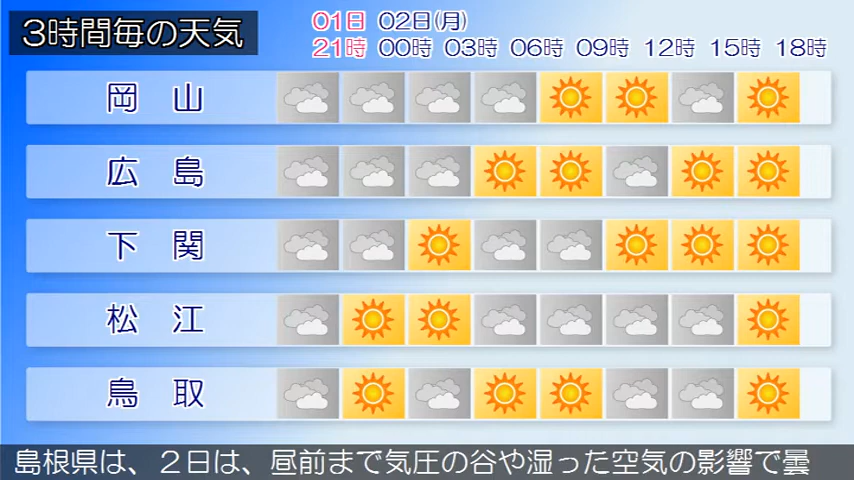 3時間毎の天気
01日 02日(月)
21時 00時 03時 06時 09時 12時 15時 18時
岡 山
広 島
下 関
松 江
鳥 取
島根県は、２日は、昼前まで気圧の谷や湿った空気の影響で曇